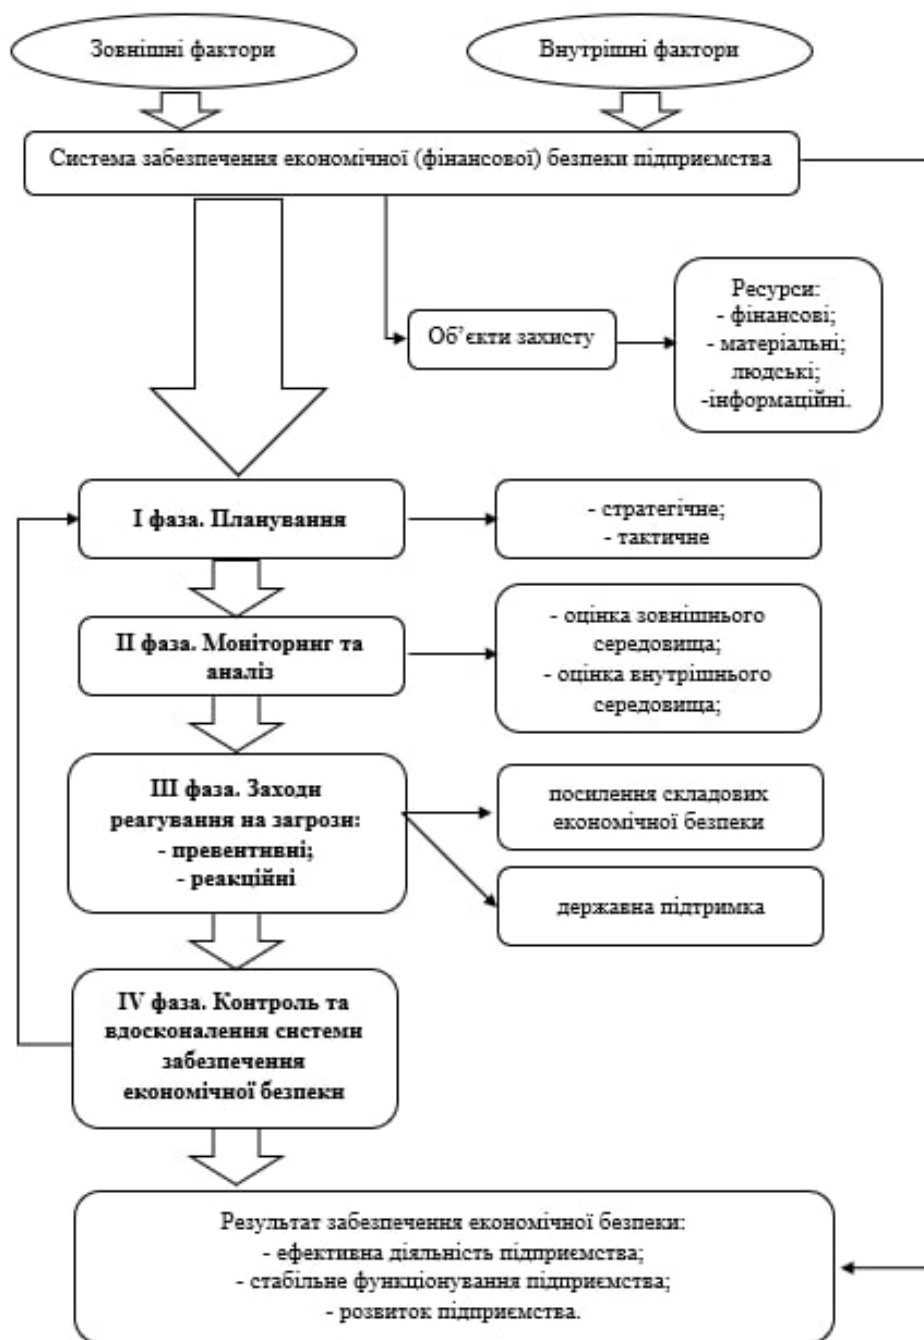 Зовнішні фактори
Внутрішні фактори
Система забезпечення економічної (фінансової) безпеки підприємства
Об’єкти захисту
Ресурси:
- фінансові;
- матеріальні;
людські;
-інформаційні.
І фаза. Планування
- стратегічне;
- тактичне
ІІ фаза. Моніторинг та
аналіз
- оцінка зовнішнього
середовища;
- оцінка внутрішнього
середовища;
ІІІ фаза. Заходи
реагування на загрози:
- превентивні;
- реакційні
посилення складових
економічної безпеки
державна підтримка
IV фаза. Контроль та
вдосконалення системи
забезпечення
економічної безпеки
Результат забезпечення економічної безпеки:
- ефективна діяльність підприємства;
- стабільне функціонування підприємства;
- розвиток підприємства.